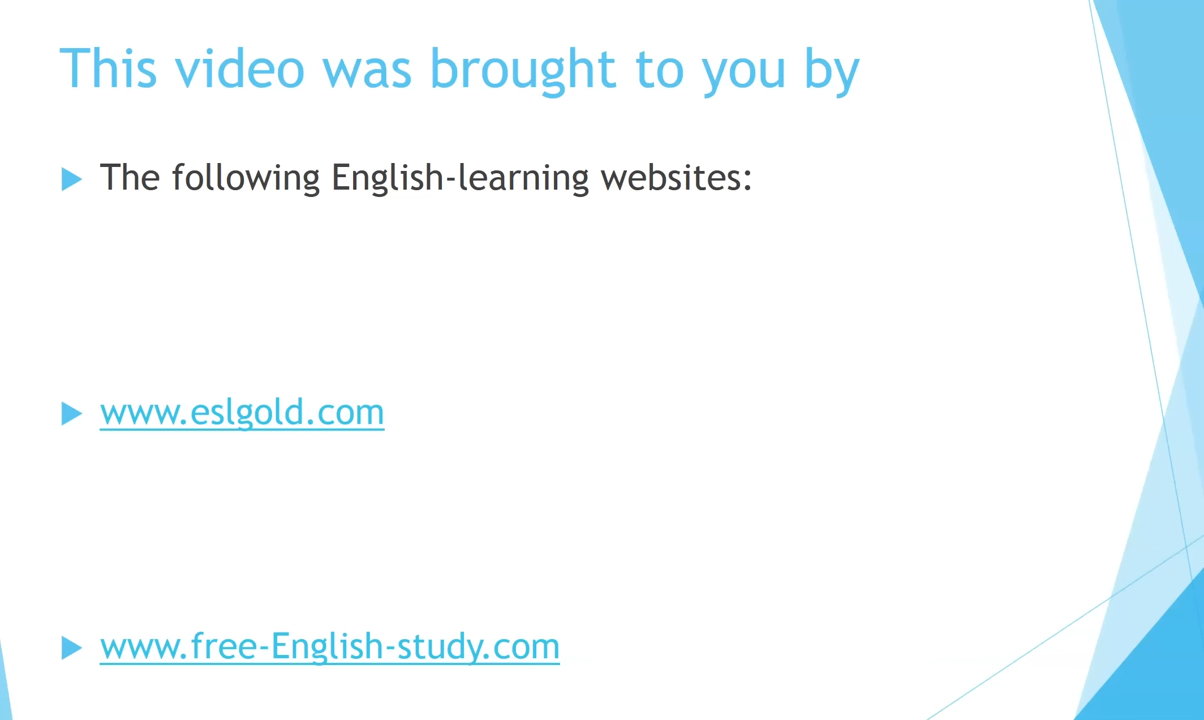 This video was brought to you by
The following English-learning websites:
www.eslgold.com
www.free-English-study.com